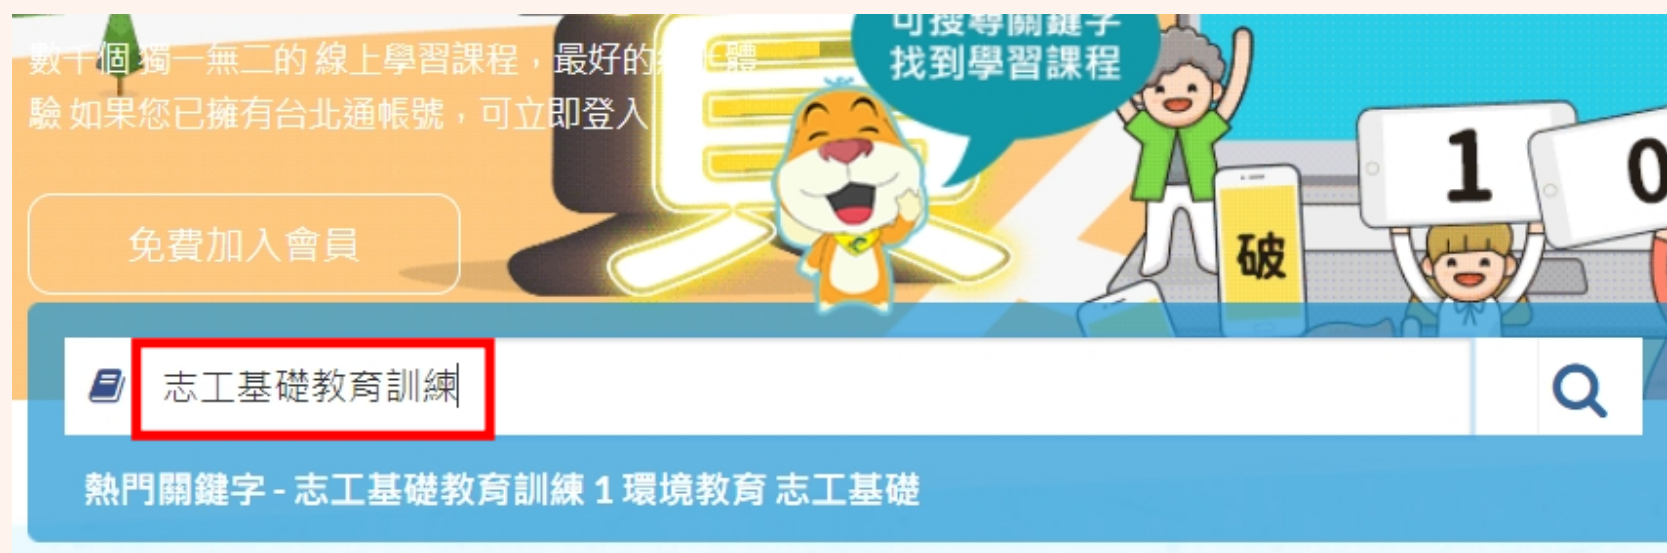 數千個 獨一無二的 線上學習課程，最好的線上體
驗 如果您已擁有台北通帳號，可立即登入
可搜尋關鍵字
找到學習課程
1
0
破
免費加入會員
志工基礎教育訓練
熱門關鍵字 - 志工基礎教育訓練 1 環境教育 志工基礎